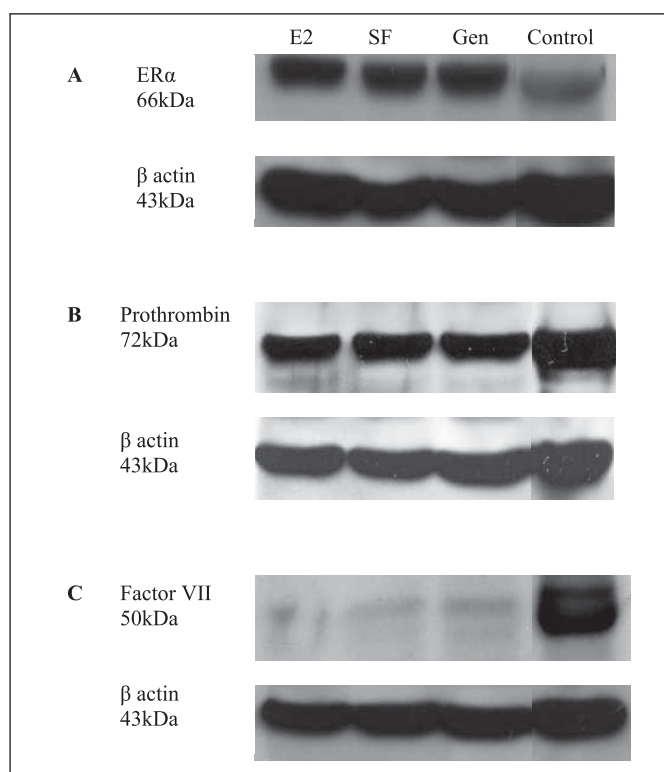 E2 SF Gen Control
A ERα
66kDa
β actin
43kDa
B Prothrombin
72kDa
β actin
43kDa
C Factor VII
50kDa
β actin
43kDa